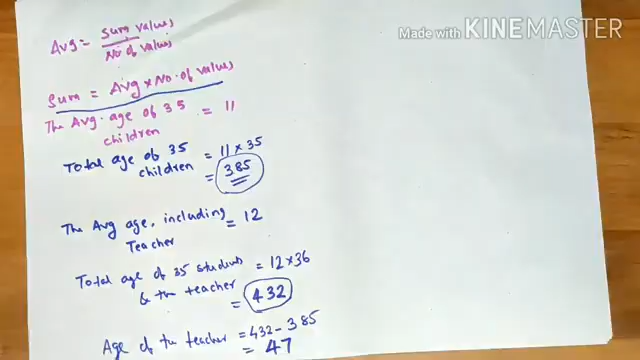 Made with KINEMASTER
Avg = Sum values
No of values
Sum = Avg × No. of values
The Avg. age of 35 = 11
children
Total age of 35 = 11 × 35
children = 385
The Avg age, including = 12
Teacher
Total age of 35 students = 12×36
& the teacher = 432
Age of the teacher = 432 - 385
= 47